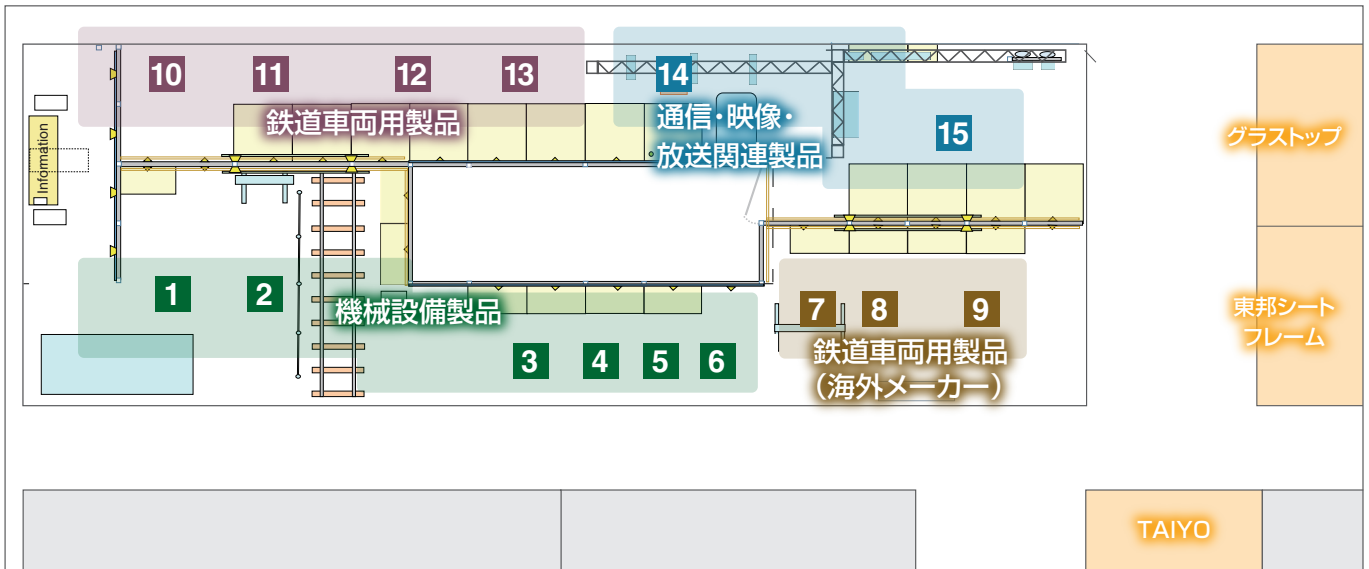 10
11
12
13
14
鉄道車両用製品
通信・映像・
放送関連製品
15
Information
グラストップ
1
2
機械設備製品
3
4
5
6
7
8
9
鉄道車両用製品
（海外メーカー）
東邦シート
フレーム
TAIYO